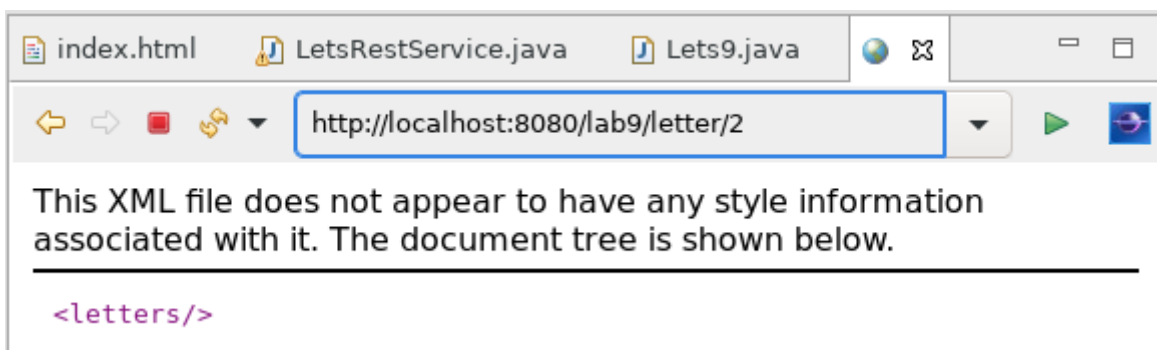 index.html LetsRestService.java Lets9.java
http://localhost:8080/lab9/letter/2
This XML file does not appear to have any style information
associated with it. The document tree is shown below.
<letters/>